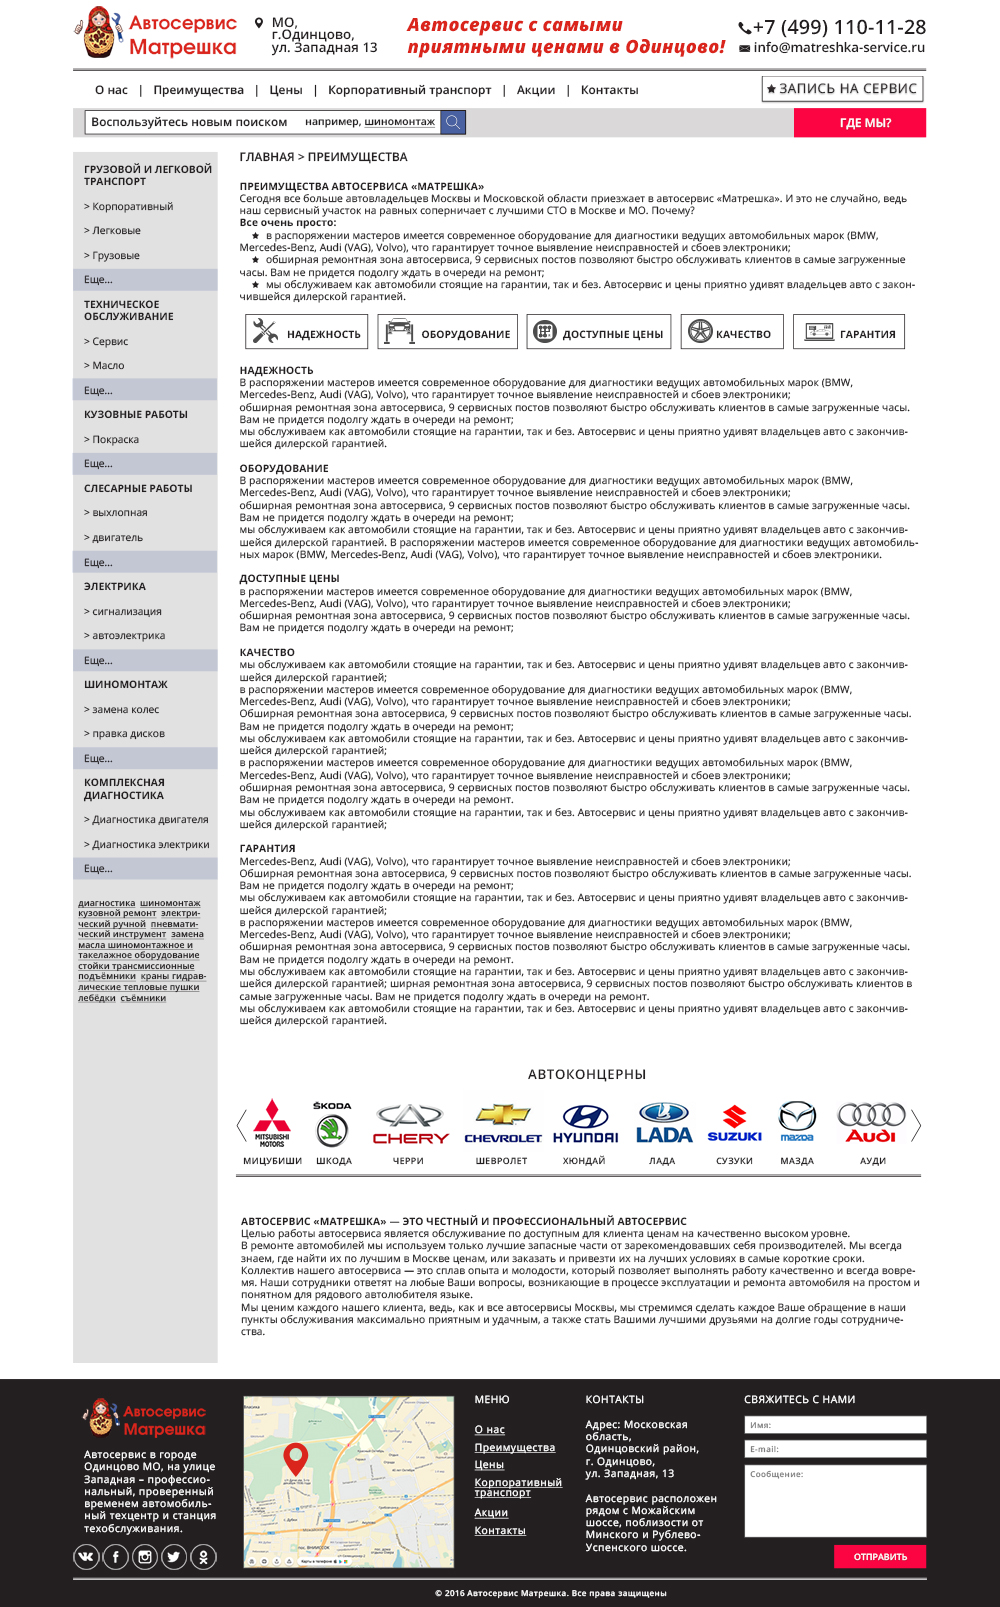 Автосервис
Матрешка
МО,
г.Одинцово,
ул. Западная 13
Автосервис с самыми
приятными ценами в Одинцово!
+7 (499) 110-11-28
info@matreshka-service.ru
О нас | Преимущества | Цены | Корпоративный транспорт | Акции | Контакты
ЗАПИСЬ НА СЕРВИС
Воспользуйтесь новым поиском например, шиномонтаж
ГДЕ МЫ?
ГРУЗОВОЙ И ЛЕГКОВОЙ
ТРАНСПОРТ
> Корпоративный
> Легковые
> Грузовые
Еще...
ТЕХНИЧЕСКОЕ
ОБСЛУЖИВАНИЕ
> Сервис
> Масло
Еще...
КУЗОВНЫЕ РАБОТЫ
> Покраска
Еще...
СЛЕСАРНЫЕ РАБОТЫ
> выхлопная
> двигатель
Еще...
ЭЛЕКТРИКА
> сигнализация
> автоэлектрика
Еще...
ШИНОМОНТАЖ
> замена колес
> правка дисков
Еще...
КОМПЛЕКСНАЯ
ДИАГНОСТИКА
> Диагностика двигателя
> Диагностика электрики
Еще...
диагностика шиномонтаж
кузовной ремонт электри-
ческий ручной пневмати-
ческий инструмент замена
масла шиномонтажное и
такелажное оборудование
стойки трансмиссионные
подъёмники краны гидрав-
лические тепловые пушки
лебёдки съёмники
ГЛАВНАЯ > ПРЕИМУЩЕСТВА
ПРЕИМУЩЕСТВА АВТОСЕРВИСА «МАТРЕШКА»
Сегодня все больше автовладельцев Москвы и Московской области приезжает в автосервис «Матрешка». И это не случайно, ведь
наш сервисный участок на равных соперничает с лучшими СТО в Москве и МО. Почему?
Все очень просто:
★ в распоряжении мастеров имеется современное оборудование для диагностики ведущих автомобильных марок (BMW,
Mercedes-Benz, Audi (VAG), Volvo), что гарантирует точное выявление неисправностей и сбоев электроники;
★ обширная ремонтная зона автосервиса, 9 сервисных постов позволяют быстро обслуживать клиентов в самые загруженные
часы. Вам не придется подолгу ждать в очереди на ремонт;
★ мы обслуживаем как автомобили стоящие на гарантии, так и без. Автосервис и цены приятно удивят владельцев авто с закон-
чившейся дилерской гарантией.
НАДЕЖНОСТЬ
ОБОРУДОВАНИЕ
ДОСТУПНЫЕ ЦЕНЫ
КАЧЕСТВО
ГАРАНТИЯ
НАДЕЖНОСТЬ
В распоряжении мастеров имеется современное оборудование для диагностики ведущих автомобильных марок (BMW,
Mercedes-Benz, Audi (VAG), Volvo), что гарантирует точное выявление неисправностей и сбоев электроники;
обширная ремонтная зона автосервиса, 9 сервисных постов позволяют быстро обслуживать клиентов в самые загруженные часы.
Вам не придется подолгу ждать в очереди на ремонт;
мы обслуживаем как автомобили стоящие на гарантии, так и без. Автосервис и цены приятно удивят владельцев авто с закончив-
шейся дилерской гарантией.
ОБОРУДОВАНИЕ
В распоряжении мастеров имеется современное оборудование для диагностики ведущих автомобильных марок (BMW,
Mercedes-Benz, Audi (VAG), Volvo), что гарантирует точное выявление неисправностей и сбоев электроники;
обширная ремонтная зона автосервиса, 9 сервисных постов позволяют быстро обслуживать клиентов в самые загруженные часы.
Вам не придется подолгу ждать в очереди на ремонт;
мы обслуживаем как автомобили стоящие на гарантии, так и без. Автосервис и цены приятно удивят владельцев авто с закончив-
шейся дилерской гарантией. В распоряжении мастеров имеется современное оборудование для диагностики ведущих автомобиль-
ных марок (BMW, Mercedes-Benz, Audi (VAG), Volvo), что гарантирует точное выявление неисправностей и сбоев электроники.
ДОСТУПНЫЕ ЦЕНЫ
в распоряжении мастеров имеется современное оборудование для диагностики ведущих автомобильных марок (BMW,
Mercedes-Benz, Audi (VAG), Volvo), что гарантирует точное выявление неисправностей и сбоев электроники;
обширная ремонтная зона автосервиса, 9 сервисных постов позволяют быстро обслуживать клиентов в самые загруженные часы.
Вам не придется подолгу ждать в очереди на ремонт;
КАЧЕСТВО
мы обслуживаем как автомобили стоящие на гарантии, так и без. Автосервис и цены приятно удивят владельцев авто с закончив-
шейся дилерской гарантией;
в распоряжении мастеров имеется современное оборудование для диагностики ведущих автомобильных марок (BMW,
Mercedes-Benz, Audi (VAG), Volvo), что гарантирует точное выявление неисправностей и сбоев электроники;
Обширная ремонтная зона автосервиса, 9 сервисных постов позволяют быстро обслуживать клиентов в самые загруженные часы.
Вам не придется подолгу ждать в очереди на ремонт;
мы обслуживаем как автомобили стоящие на гарантии, так и без. Автосервис и цены приятно удивят владельцев авто с закончив-
шейся дилерской гарантией;
в распоряжении мастеров имеется современное оборудование для диагностики ведущих автомобильных марок (BMW,
Mercedes-Benz, Audi (VAG), Volvo), что гарантирует точное выявление неисправностей и сбоев электроники;
обширная ремонтная зона автосервиса, 9 сервисных постов позволяют быстро обслуживать клиентов в самые загруженные часы.
Вам не придется подолгу ждать в очереди на ремонт.
мы обслуживаем как автомобили стоящие на гарантии, так и без. Автосервис и цены приятно удивят владельцев авто с закончив-
шейся дилерской гарантией;
ГАРАНТИЯ
Mercedes-Benz, Audi (VAG), Volvo), что гарантирует точное выявление неисправностей и сбоев электроники;
Обширная ремонтная зона автосервиса, 9 сервисных постов позволяют быстро обслуживать клиентов в самые загруженные часы.
Вам не придется подолгу ждать в очереди на ремонт;
мы обслуживаем как автомобили стоящие на гарантии, так и без. Автосервис и цены приятно удивят владельцев авто с закончив-
шейся дилерской гарантией;
в распоряжении мастеров имеется современное оборудование для диагностики ведущих автомобильных марок (BMW,
Mercedes-Benz, Audi (VAG), Volvo), что гарантирует точное выявление неисправностей и сбоев электроники;
обширная ремонтная зона автосервиса, 9 сервисных постов позволяют быстро обслуживать клиентов в самые загруженные часы.
Вам не придется подолгу ждать в очереди на ремонт.
мы обслуживаем как автомобили стоящие на гарантии, так и без. Автосервис и цены приятно удивят владельцев авто с закончив-
шейся дилерской гарантией; ширная ремонтная зона автосервиса, 9 сервисных постов позволяют быстро обслуживать клиентов в
самые загруженные часы. Вам не придется подолгу ждать в очереди на ремонт.
мы обслуживаем как автомобили стоящие на гарантии, так и без. Автосервис и цены приятно удивят владельцев авто с закончив-
шейся дилерской гарантией.
АВТОКОНЦЕРНЫ
MITSUBISHI
MOTORS
ŠKODA
CHERY
CHEVROLET
HYUNDAI
LADA
SUZUKI
mazda
Audi
МИЦУБИШИ ШКОДА ЧЕРРИ ШЕВРОЛЕТ ХЮНДАЙ ЛАДА СУЗУКИ МАЗДА АУДИ
АВТОСЕРВИС «МАТРЕШКА» — ЭТО ЧЕСТНЫЙ И ПРОФЕССИОНАЛЬНЫЙ АВТОСЕРВИС
Целью работы автосервиса является обслуживание по доступным для клиента ценам на качественно высоком уровне.
В ремонте автомобилей мы используем только лучшие запасные части от зарекомендовавших себя производителей. Мы всегда
знаем, где найти их по лучшим в Москве ценам, или заказать и привезти их на лучших условиях в самые короткие сроки.
Коллектив нашего автосервиса — это сплав опыта и молодости, который позволяет выполнять работу качественно и всегда вовре-
мя. Наши сотрудники ответят на любые Ваши вопросы, возникающие в процессе эксплуатации и ремонта автомобиля на простом и
понятном для рядового автолюбителя языке.
Мы ценим каждого нашего клиента, ведь, как и все автосервисы Москвы, мы стремимся сделать каждое Ваше обращение в наши
пункты обслуживания максимально приятным и удачным, а также стать Вашими лучшими друзьями на долгие годы сотрудниче-
ства.
Автосервис
Матрешка
Автосервис в городе
Одинцово МО, на улице
Западная – профессио-
нальный, проверенный
временем автомобиль-
ный техцентр и станция
техобслуживания.
МЕНЮ
О нас
Преимущества
Цены
Корпоративный
транспорт
Акции
Контакты
КОНТАКТЫ
Адрес: Московская
область,
Одинцовский район,
г. Одинцово,
ул. Западная, 13
Автосервис расположен
рядом с Можайским
шоссе, поблизости от
Минского и Рублево-
Успенского шоссе.
СВЯЖИТЕСЬ С НАМИ
Имя:
E-mail:
Сообщение:
ОТПРАВИТЬ
© 2016 Автосервис Матрешка. Все права защищены